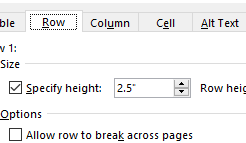 ble Row Column Cell Alt Text
w 1:
Size
Specify height: 2.5" Row heig
Options
Allow row to break across pages